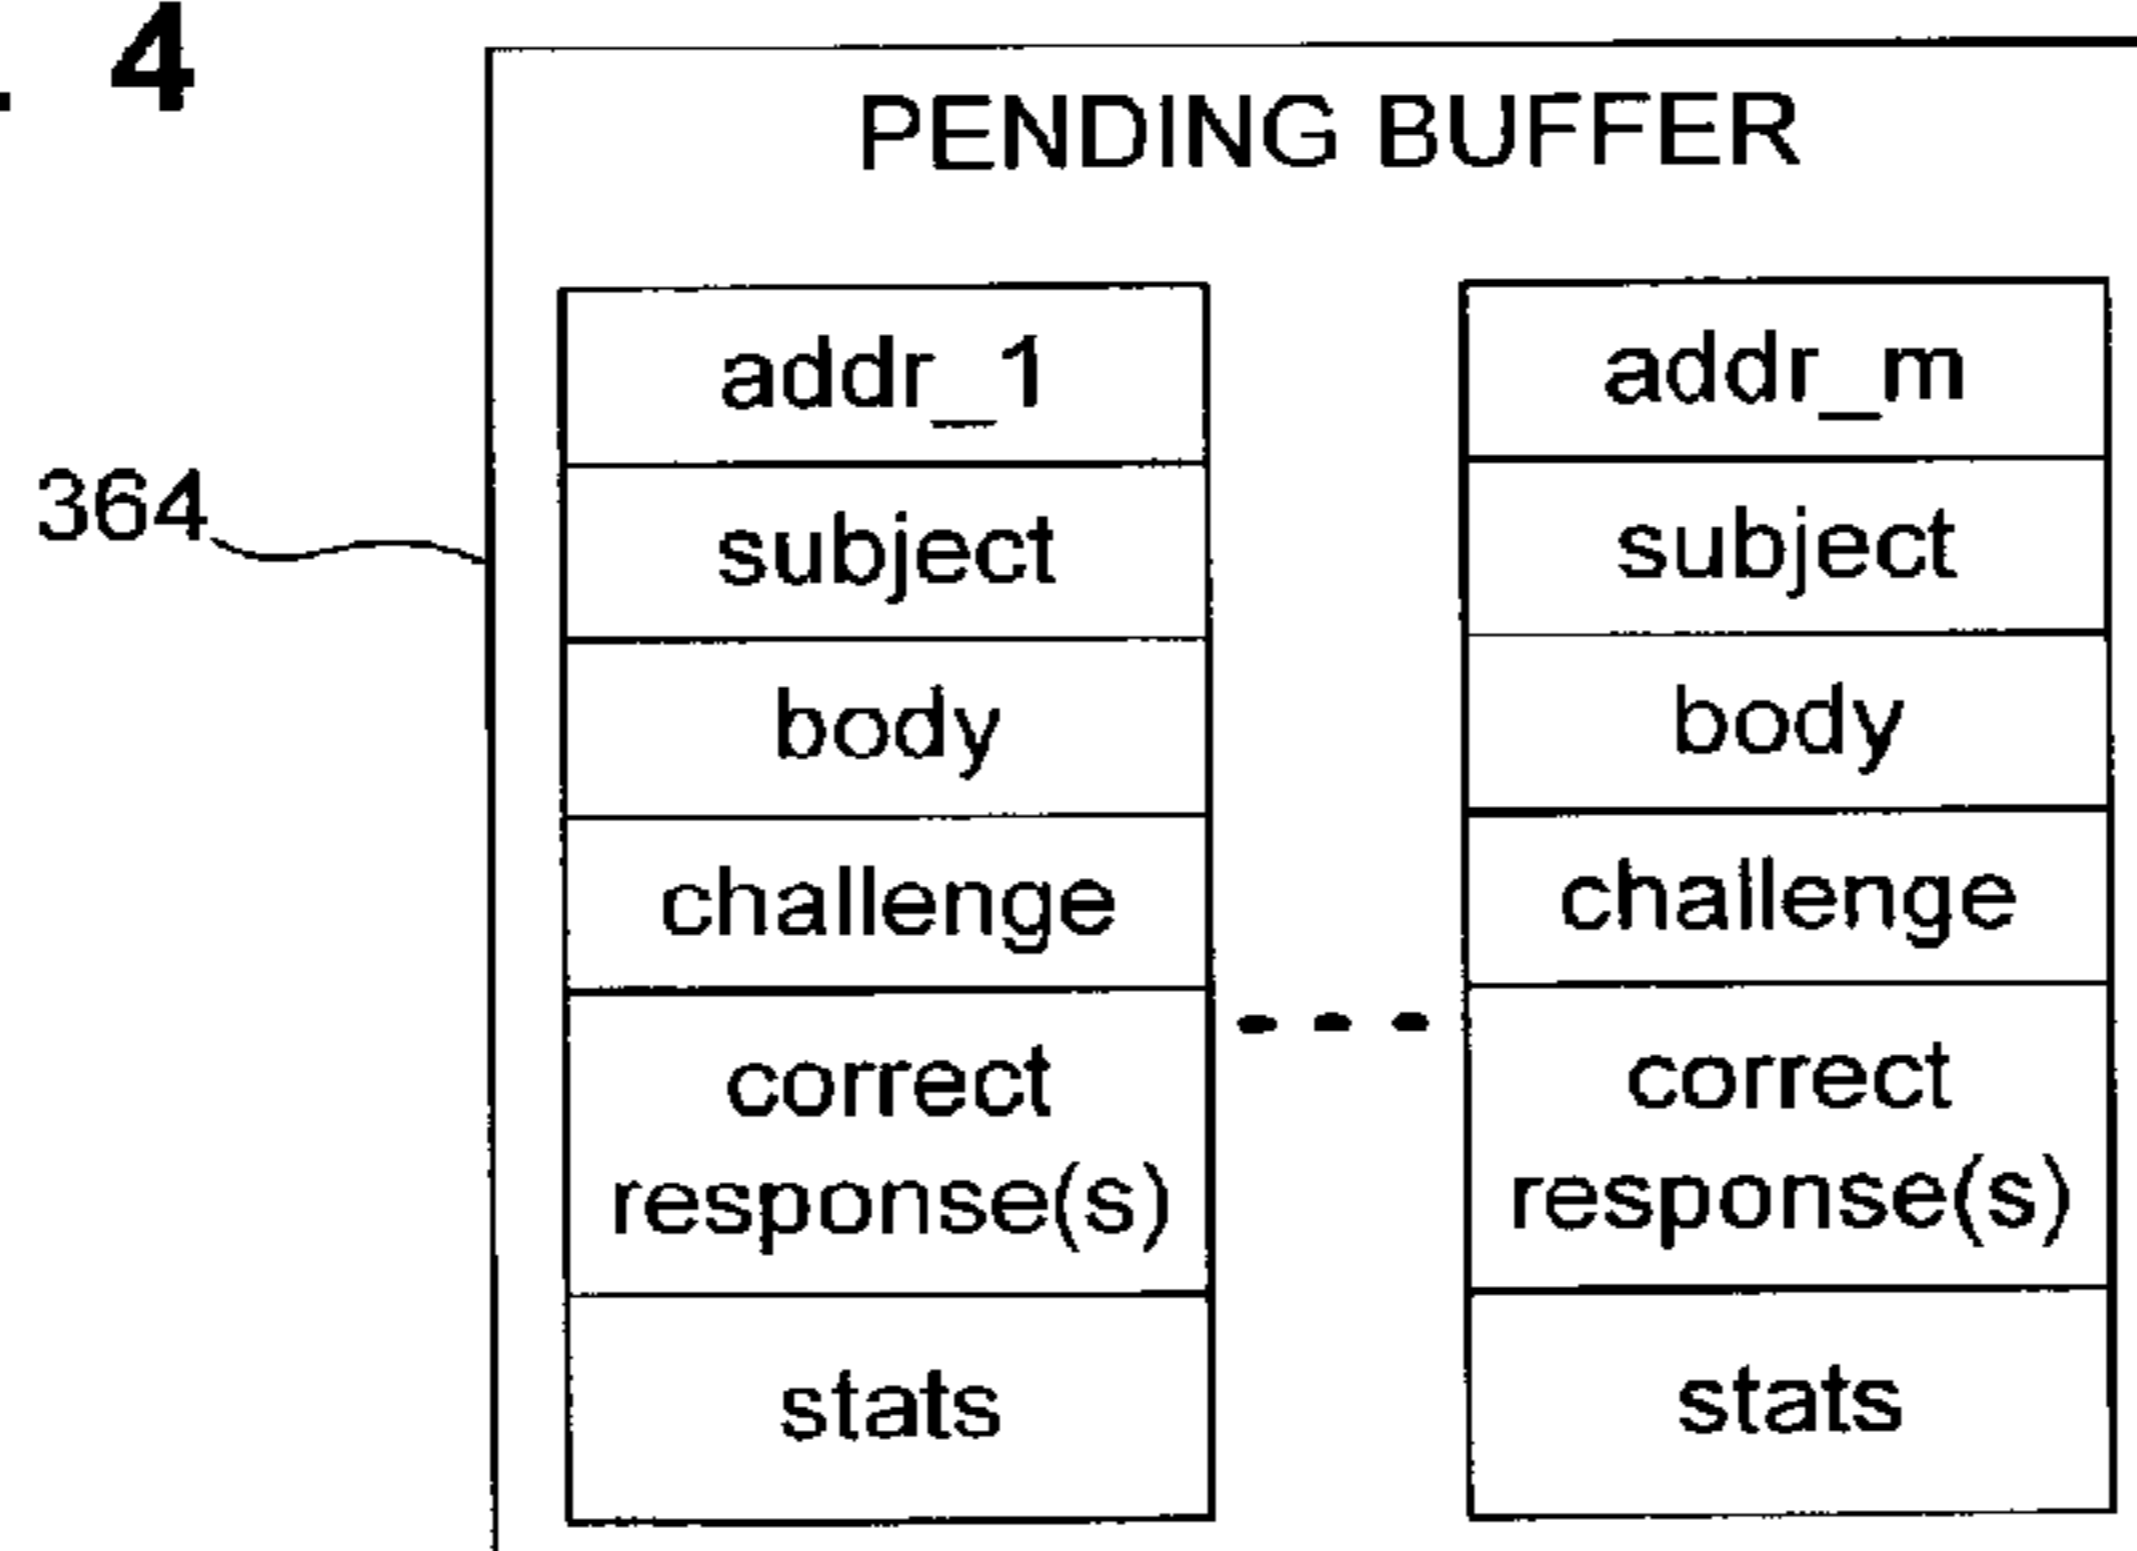 . 4
PENDING BUFFER
364
addr_1
subject
body
challenge
correct
response(s)
stats
addr_m
subject
body
challenge
correct
response(s)
stats